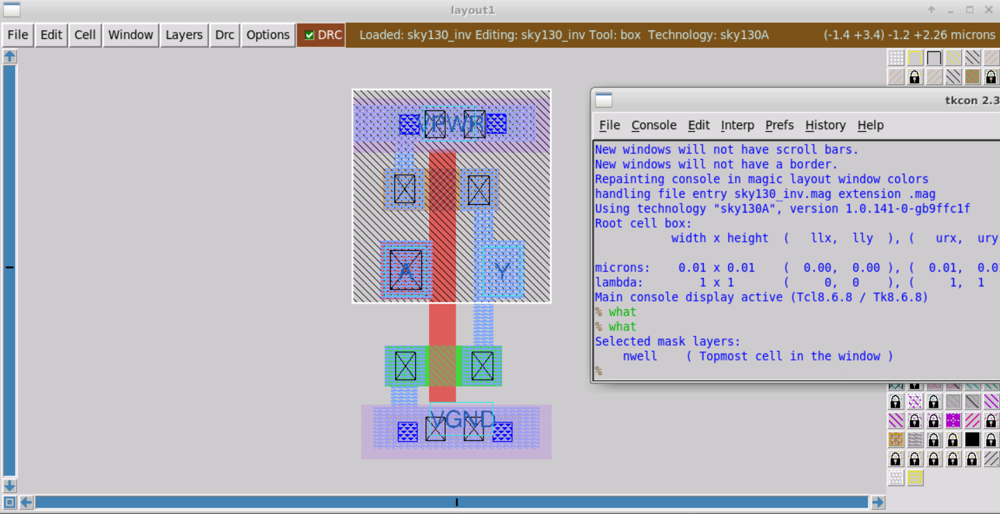 layout1
File Edit Cell Window Layers Drc Options DRC Loaded: sky130_inv Editing: sky130_inv Tool: box Technology: sky130A (-1.4 +3.4) -1.2 +2.26 microns
VPWR
A
Y
VGND
tkcon 2.3
File Console Edit Interp Prefs History Help
New windows will not have scroll bars.
New windows will not have a border.
Repainting console in magic layout window colors
handling file entry sky130_inv.mag extension .mag
Using technology "sky130A", version 1.0.141-0-gb9ffc1f
Root cell box:
width x height ( llx, lly ), ( urx, ury
microns: 0.01 x 0.01 ( 0.00, 0.00 ), ( 0.01, 0.0
lambda: 1 x 1 ( 0, 0 ), ( 1, 1
Main console display active (Tcl8.6.8 / Tk8.6.8)
% what
% what
Selected mask layers:
nwell ( Topmost cell in the window )
%